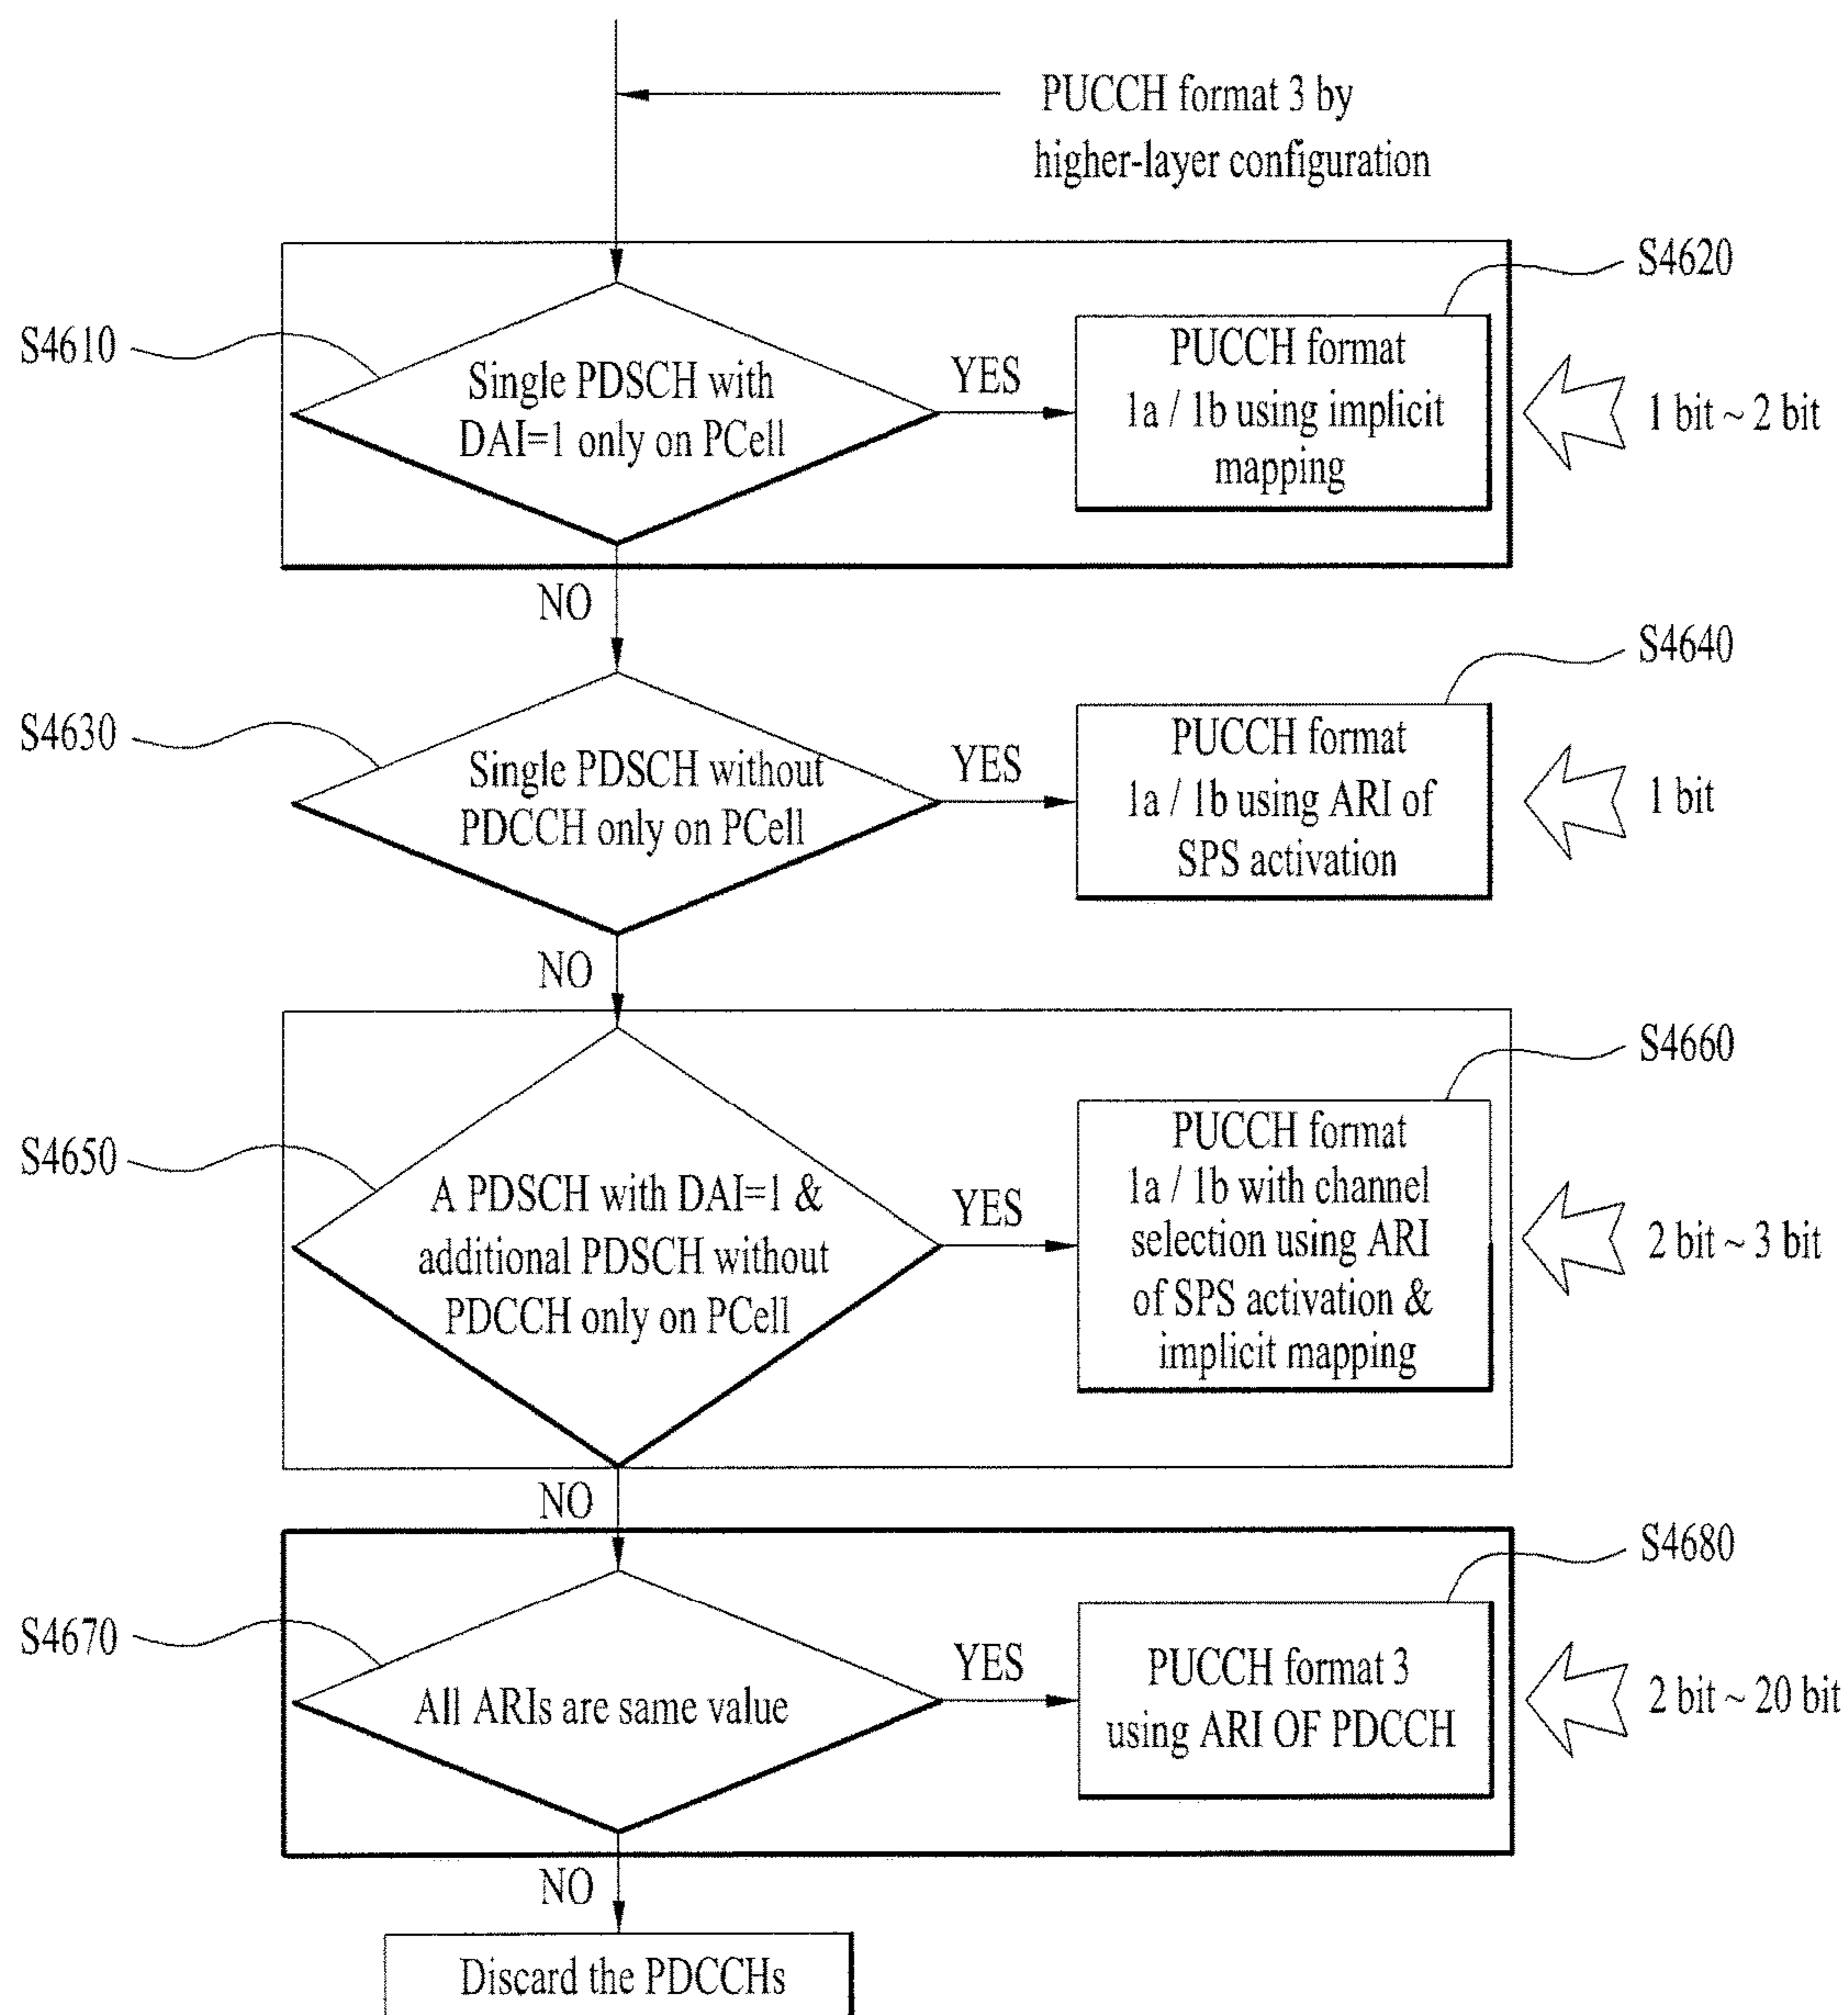 PUCCH format 3 by
higher-layer configuration
S4610
Single PDSCH with
DAI=1 only on PCell
YES
S4620
PUCCH format
1a / 1b using implicit
mapping
1 bit ~ 2 bit
NO
S4630
Single PDSCH without
PDCCH only on PCell
YES
S4640
PUCCH format
1a / 1b using ARI of
SPS activation
1 bit
NO
S4650
A PDSCH with DAI=1 &
additional PDSCH without
PDCCH only on PCell
YES
S4660
PUCCH format
1a / 1b with channel
selection using ARI
of SPS activation &
implicit mapping
2 bit ~ 3 bit
NO
S4670
All ARIs are same value
YES
S4680
PUCCH format 3
using ARI OF PDCCH
2 bit ~ 20 bit
NO
Discard the PDCCHs